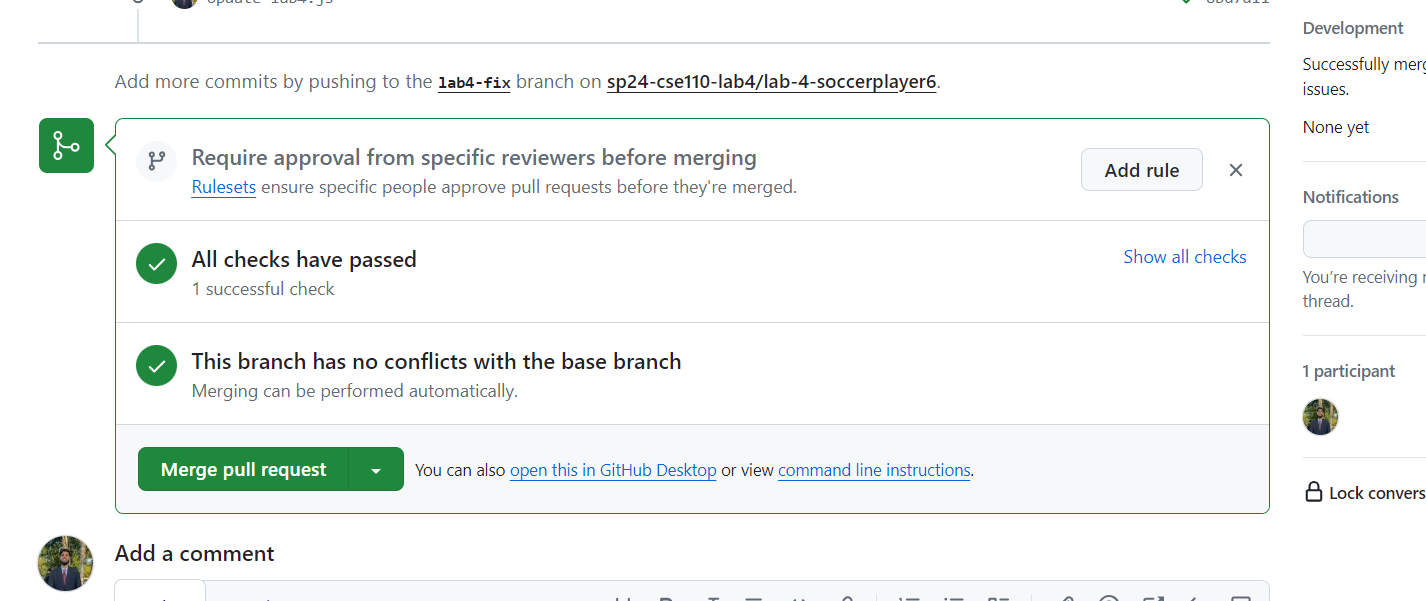 Update lab4.js
Development
Successfully merg
issues.
None yet
Add more commits by pushing to the lab4-fix branch on sp24-cse110-lab4/lab-4-soccerplayer6.
Require approval from specific reviewers before merging
Rulesets ensure specific people approve pull requests before they're merged.
Add rule
All checks have passed
1 successful check
Show all checks
This branch has no conflicts with the base branch
Merging can be performed automatically.
Merge pull request
You can also open this in GitHub Desktop or view command line instructions.
Notifications
You're receiving
thread.
1 participant
Lock convers
Add a comment